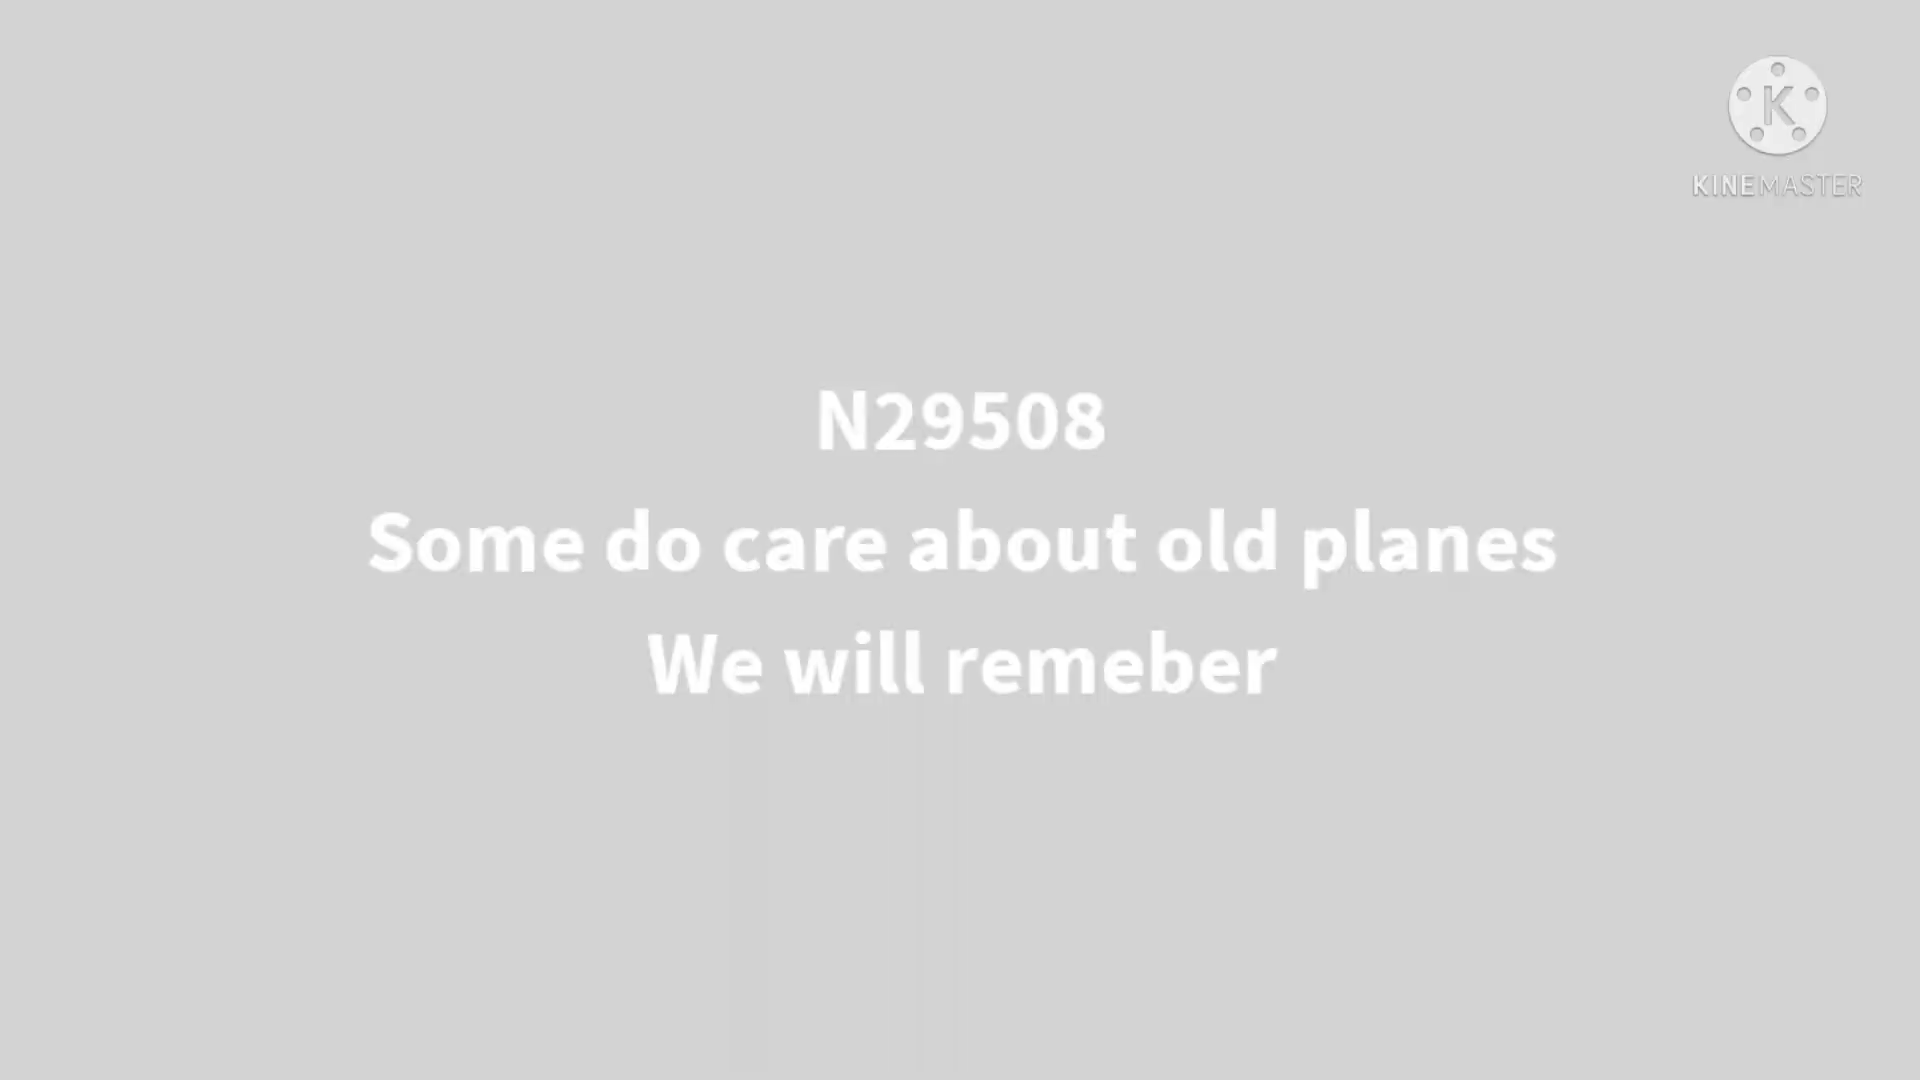 K
KINEMASTER
N29508
Some do care about old planes
We will remeber